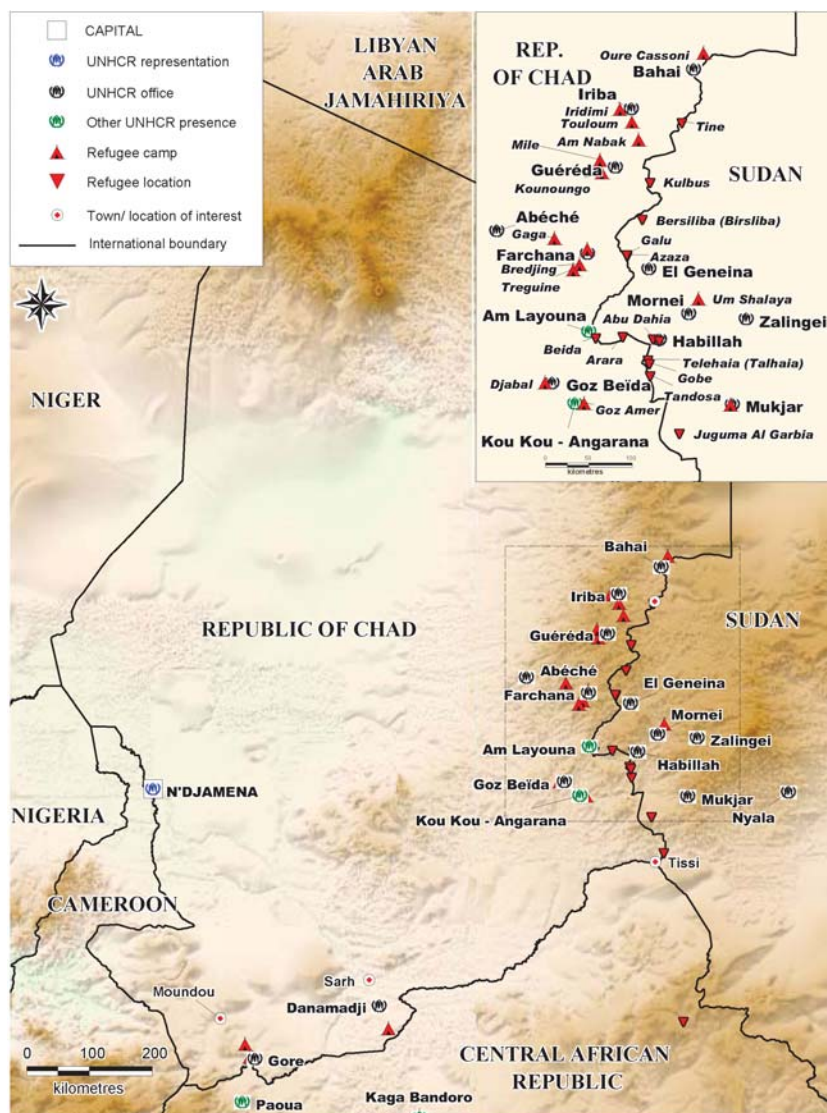 CAPITAL
UNHCR representation
UNHCR office
Other UNHCR presence
Refugee camp
Refugee location
Town/ location of interest
International boundary
LIBYAN
ARAB
JAMAHIRIYA
REP.
OF CHAD
Oure Cassoni
Bahai
Iriba
Iridimi
Touloum
Tine
Am Nabak
Mile
Guéréda
SUDAN
Kounoungo
Kulbus
Abéché
Bersiliba (Birsliba)
Gaga
Galu
Farchana
Azaza
Bredjing
El Geneina
Treguine
Mornei
Um Shalaya
Am Layouna
Abu Dahia
Zalingei
Habillah
Beida
Arara
Telehaia (Talhaia)
Djabal
Goz Beïda
Gobe
Tandosa
Goz Amer
Mukjar
Kou Kou - Angarana
Juguma Al Garbia
0 50 100
kilometres
NIGER
Bahai
Iriba
REPUBLIC OF CHAD
SUDAN
Guéréda
Abéché
El Geneina
Farchana
Mornei
Zalingei
Am Layouna
Habillah
Goz Beïda
N'DJAMENA
Mukjar
Kou Kou - Angarana
Nyala
NIGERIA
Tissi
CAMEROON
Sarh
Moundou
Danamadji
0 100 200
kilometres
Gore
CENTRAL AFRICAN
REPUBLIC
Kaga Bandoro
Paoua